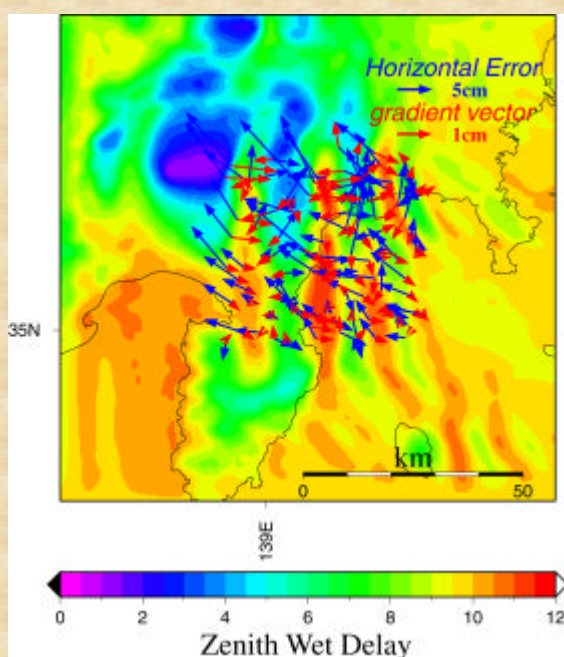 Horizontal Error
5cm
gradient vector
1cm
35N
km
0 50
139E
0 2 4 6 8 10 12
Zenith Wet Delay